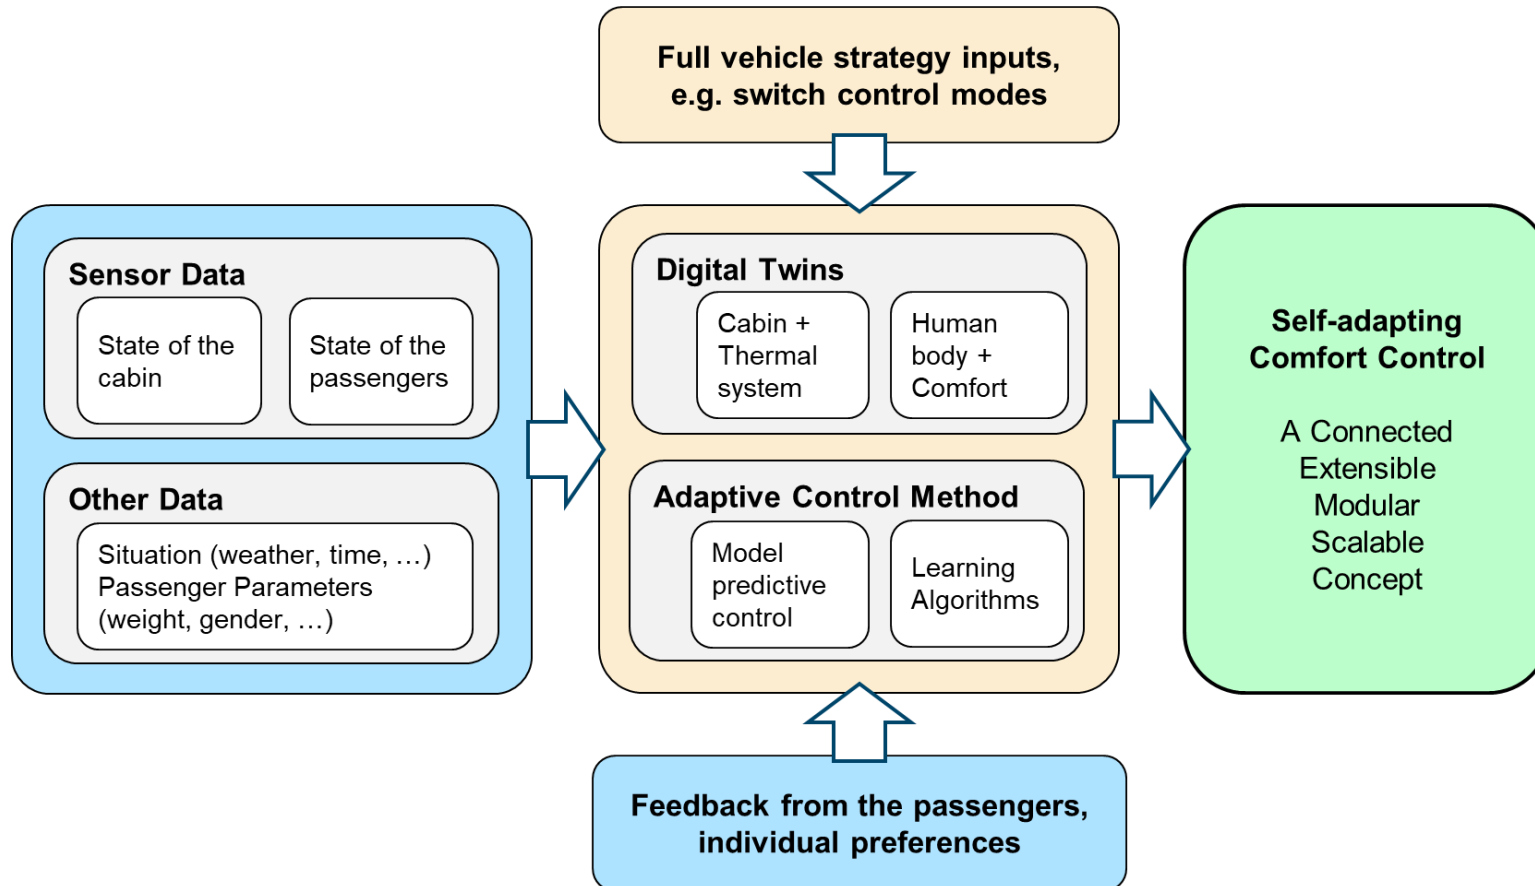 Full vehicle strategy inputs,
e.g. switch control modes
Sensor Data
State of the
cabin
State of the
passengers
Other Data
Situation (weather, time, …)
Passenger Parameters
(weight, gender, …)
Digital Twins
Cabin +
Thermal
system
Human
body +
Comfort
Adaptive Control Method
Model
predictive
control
Learning
Algorithms
Self-adapting
Comfort Control
A Connected
Extensible
Modular
Scalable
Concept
Feedback from the passengers,
individual preferences